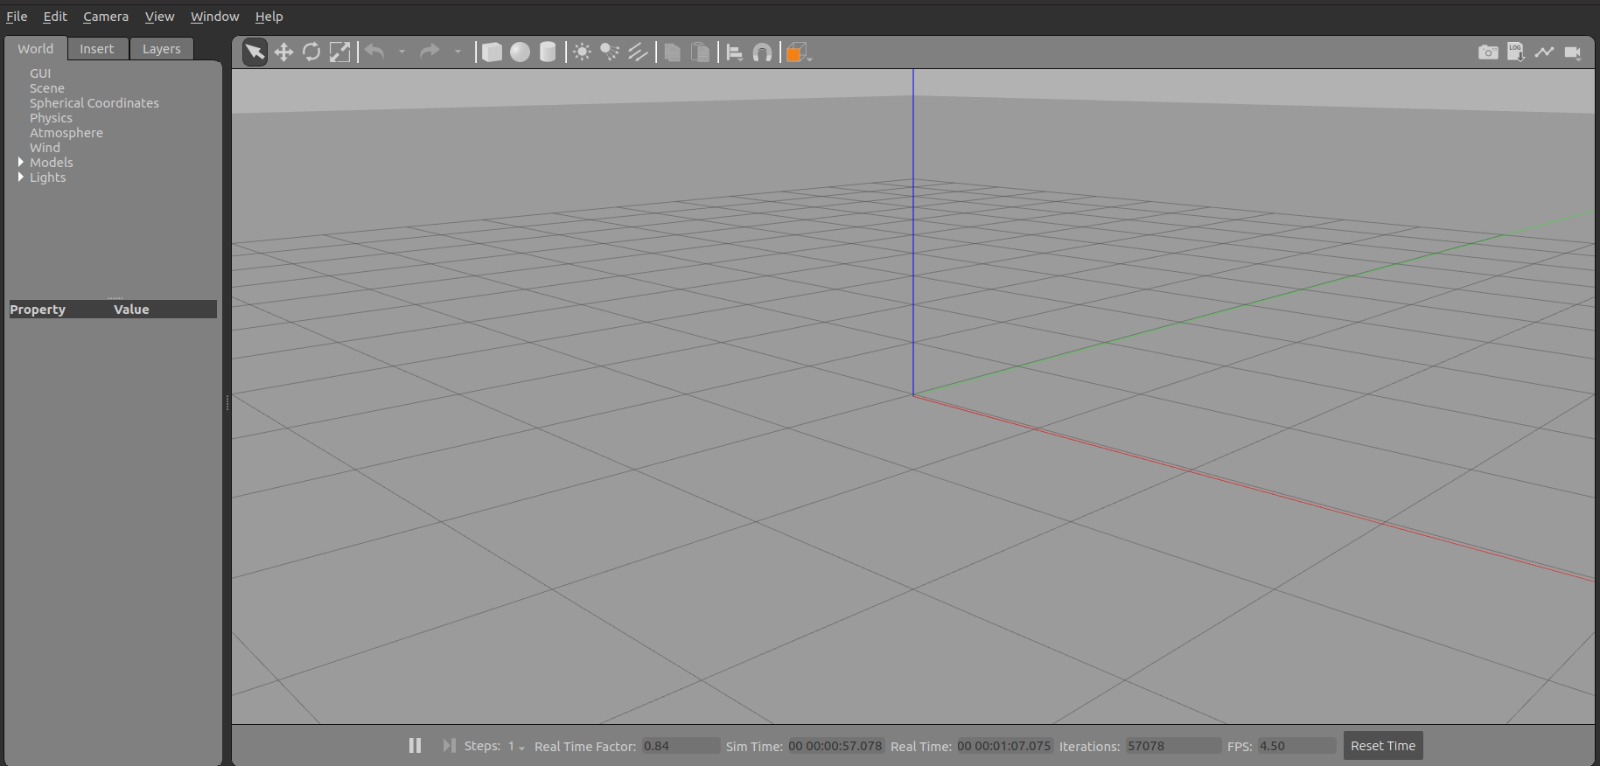 File Edit Camera View Window Help
World Insert Layers
LOG
GUI
Scene
Spherical Coordinates
Physics
Atmosphere
Wind
Models
Lights
Property Value
Steps: 1 Real Time Factor: 0.84 Sim Time: 00 00:00:57.078 Real Time: 00 00:01:07.075 Iterations: 57078 FPS: 4.50 Reset Time